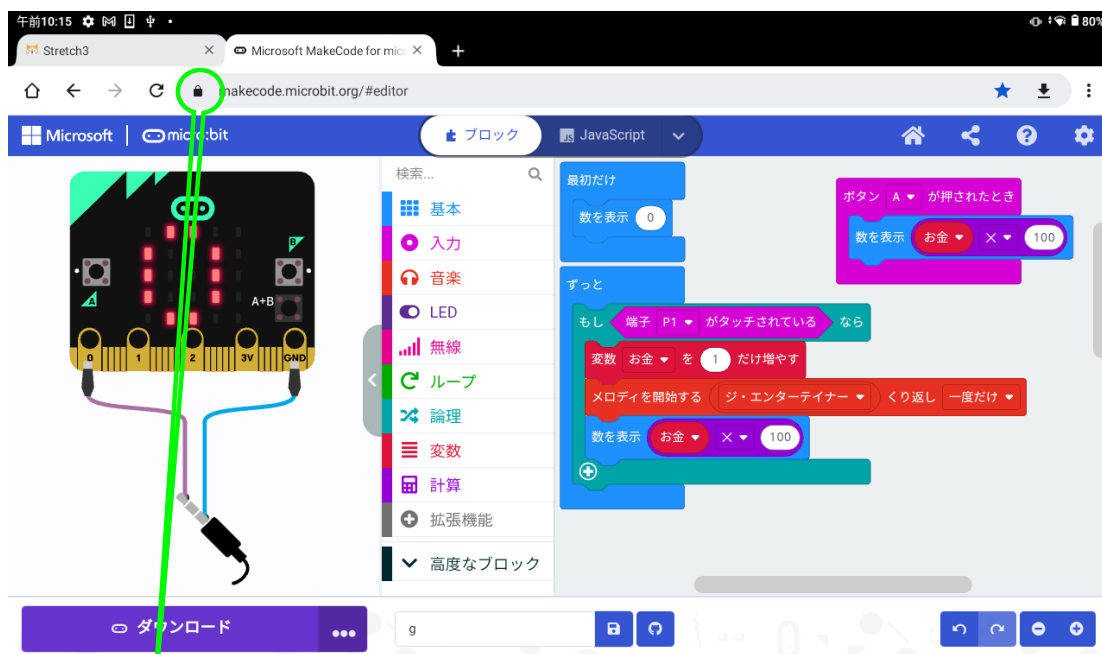 午前10:15 80%
Stretch3 × Microsoft MakeCode for micr × +
makecode.microbit.org/#editor
Microsoft micro:bit ブロック JS JavaScript
検索...
基本
入力
音楽
LED
無線
ループ
論理
変数
計算
拡張機能
高度なブロック
B
A
A+B
0 1 2 3V GND
最初だけ
数を表示 0
ボタン A が押されたとき
数を表示 お金 × 100
ずっと
もし 端子 P1 がタッチされている なら
変数 お金 を 1 だけ増やす
メロディを開始する ジ・エンターテイナー くり返し 一度だけ
数を表示 お金 × 100
ダウンロード
g